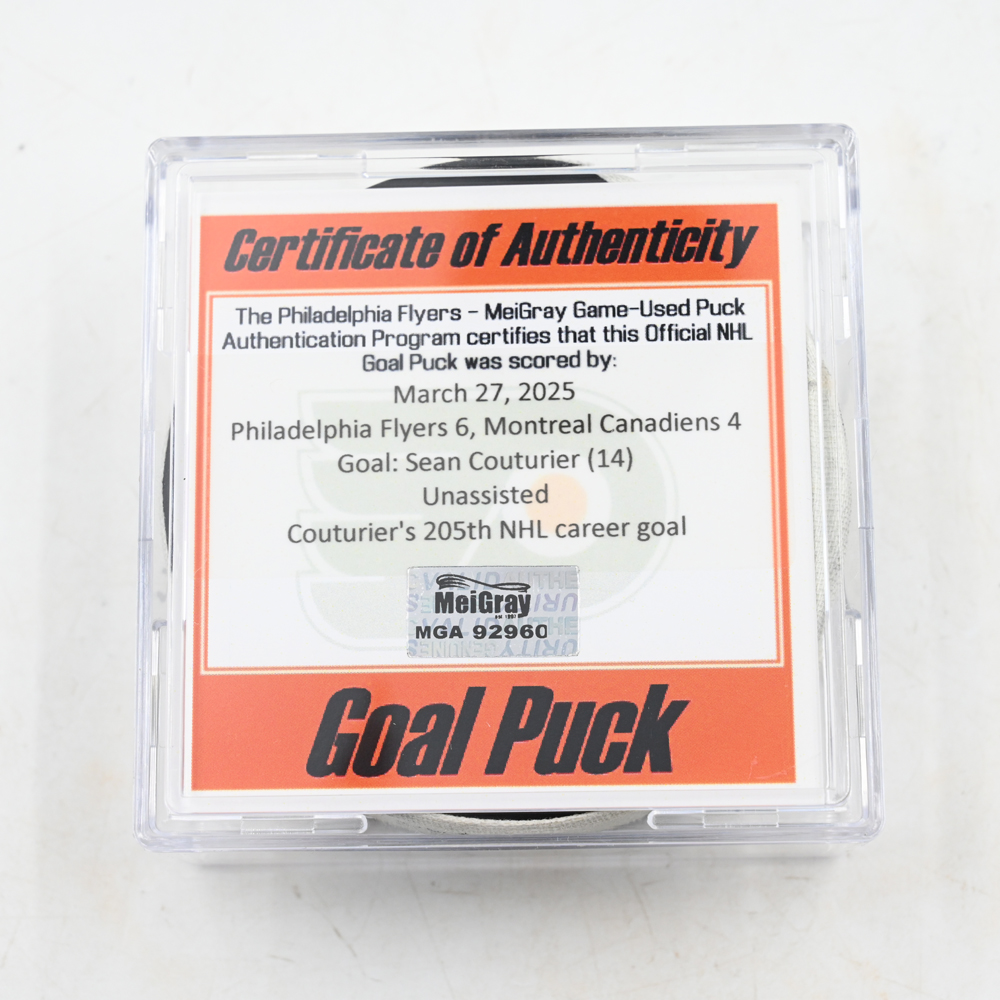 Certificate of Authenticity
The Philadelphia Flyers - MeiGray Game-Used Puck
Authentication Program certifies that this Official NHL
Goal Puck was scored by:
March 27, 2025
Philadelphia Flyers 6, Montreal Canadiens 4
Goal: Sean Couturier (14)
Unassisted
Couturier's 205th NHL career goal
MeiGray
MGA 92960
Goal Puck